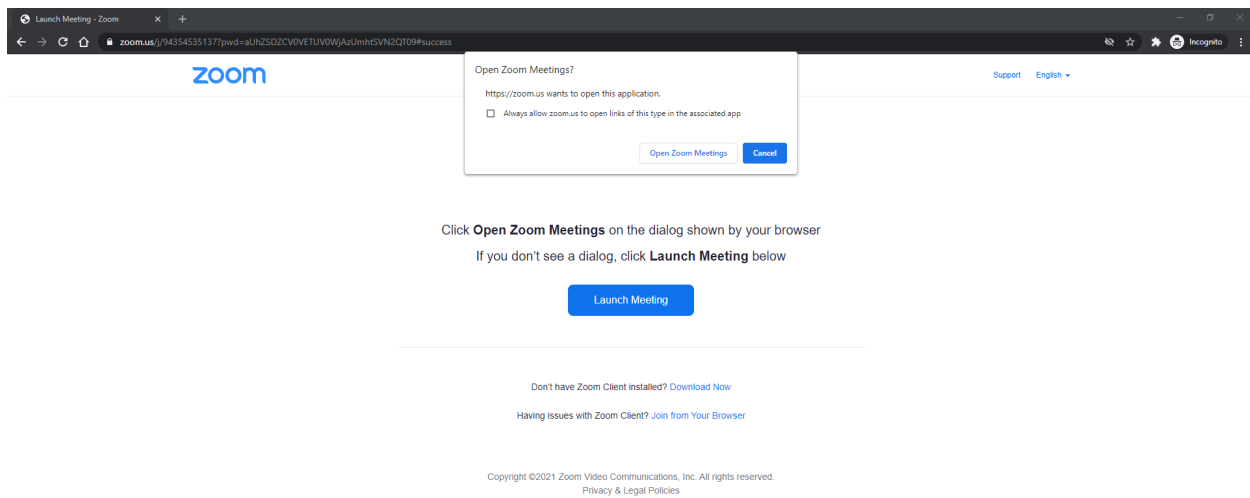 Launch Meeting - Zoom
zoom.us/j/94354535137?pwd=aUhZSDZCV0VETUV0WjAzUmhtSVN2QT09#success
Incognito
zoom
Support English
Open Zoom Meetings?
https://zoom.us wants to open this application.
Always allow zoom.us to open links of this type in the associated app
Open Zoom Meetings Cancel
Click Open Zoom Meetings on the dialog shown by your browser
If you don't see a dialog, click Launch Meeting below
Launch Meeting
Don't have Zoom Client installed? Download Now
Having issues with Zoom Client? Join from Your Browser
Copyright ©2021 Zoom Video Communications, Inc. All rights reserved.
Privacy & Legal Policies